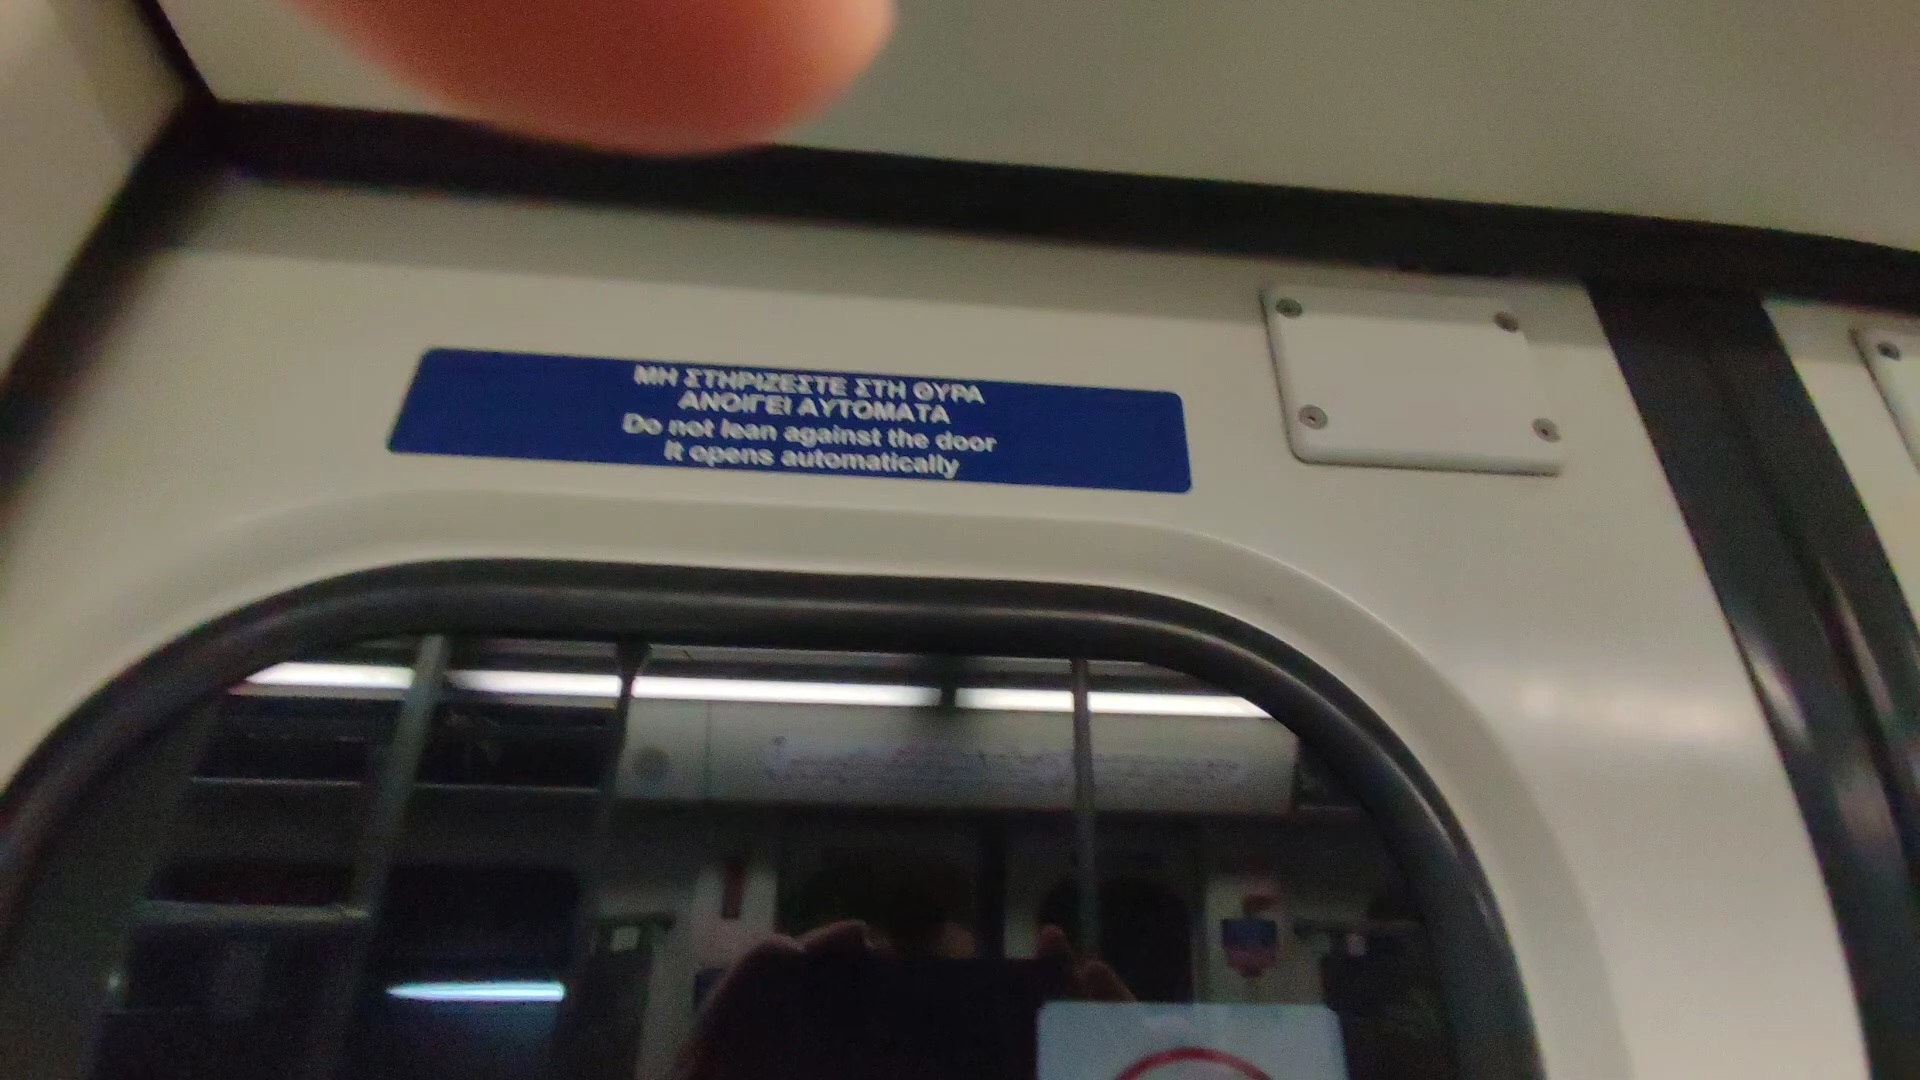 ΜΗ ΣΤΗΡΙΖΕΣΤΕ ΣΤΗ ΘΥΡΑ
ΑΝΟΙΓΕΙ ΑΥΤΟΜΑΤΑ
Do not lean against the door
It opens automatically